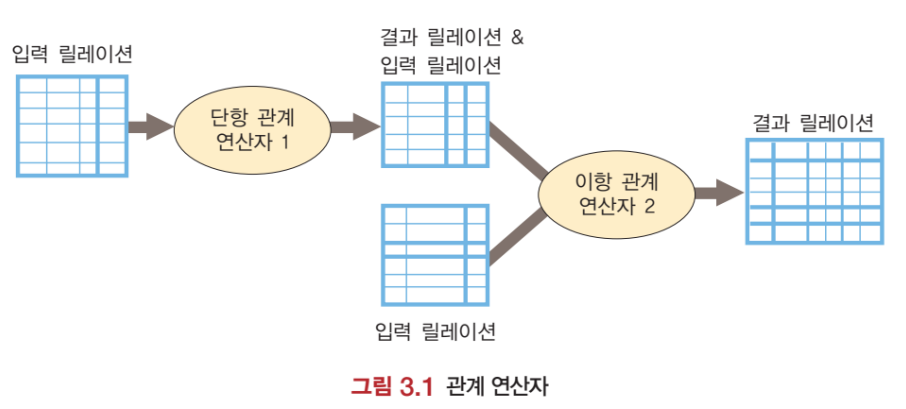 입력 릴레이션
단항 관계
연산자 1
결과 릴레이션 &
입력 릴레이션
입력 릴레이션
이항 관계
연산자 2
결과 릴레이션
그림 3.1 관계 연산자